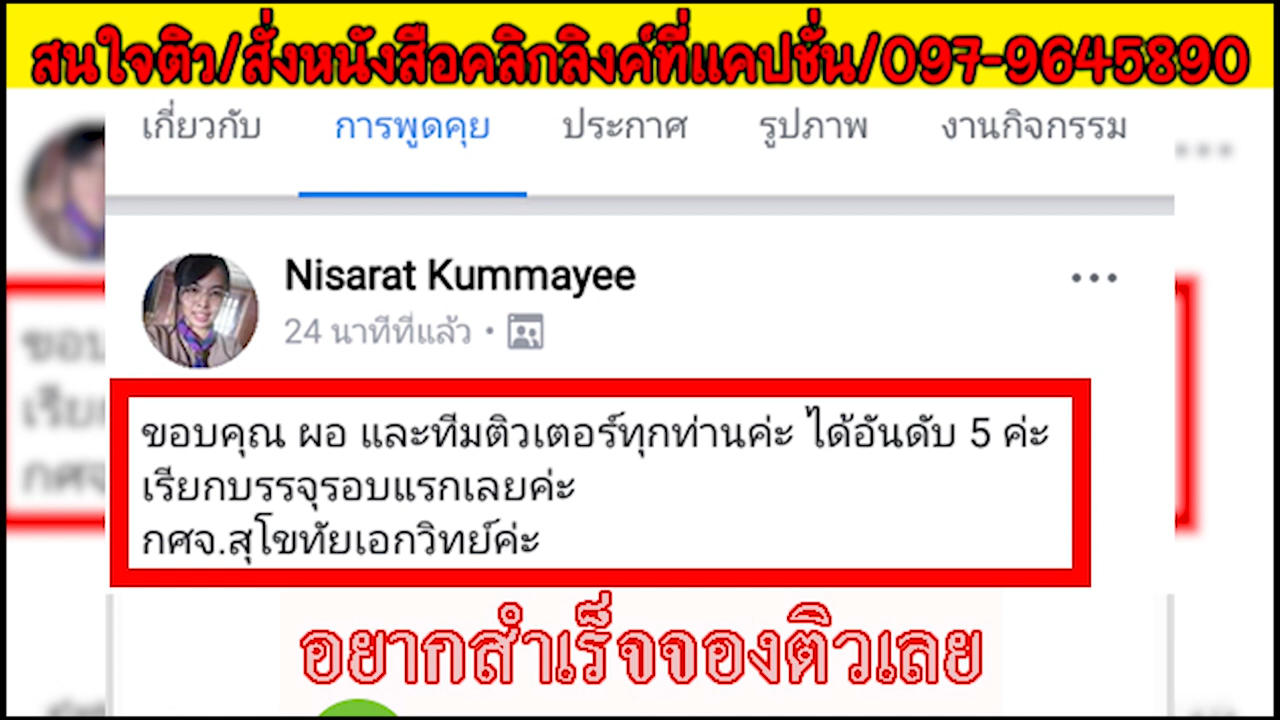 สนใจติว/สั่งหนังสือคลิกลิงค์ที่แคปชั่น/097-9645890
เกี่ยวกับ การพูดคุย ประกาศ รูปภาพ งานกิจกรรม
Nisarat Kummayee
24 นาทีที่แล้ว
ขอบคุณ ผอ และทีมติวเตอร์ทุกท่านค่ะ ได้อันดับ 5 ค่ะ
เรียกบรรจุรอบแรกเลยค่ะ
กศจ.สุโขทัยเอกวิทย์ค่ะ
อยากสำเร็จจองติวเลย